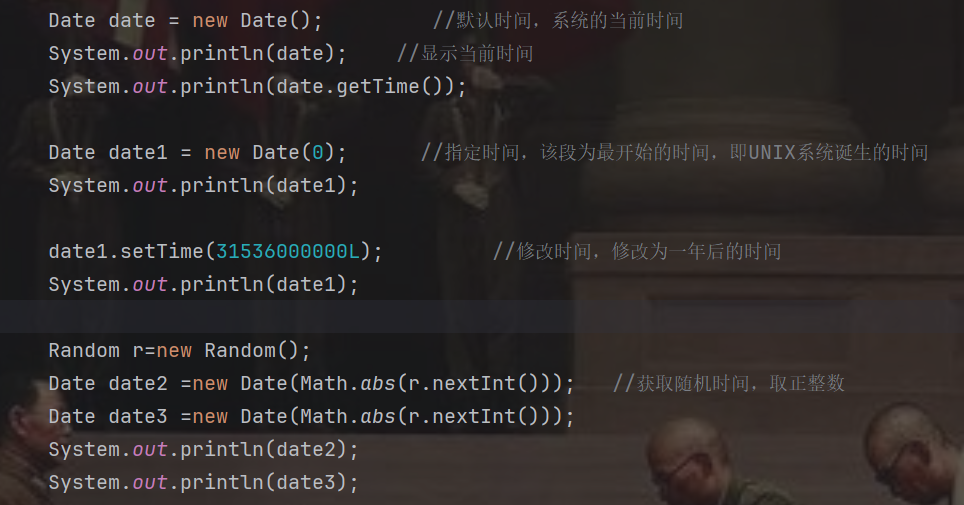 Date date = new Date();          //默认时间，系统的当前时间
System.out.println(date);    //显示当前时间
System.out.println(date.getTime());
Date date1 = new Date(0);      //指定时间，该段为最开始的时间，即UNIX系统诞生的时间
System.out.println(date1);
date1.setTime(31536000000L);         //修改时间，修改为一年后的时间
System.out.println(date1);
Random r=new Random();
Date date2 =new Date(Math.abs(r.nextInt()));   //获取随机时间，取正整数
Date date3 =new Date(Math.abs(r.nextInt()));
System.out.println(date2);
System.out.println(date3);